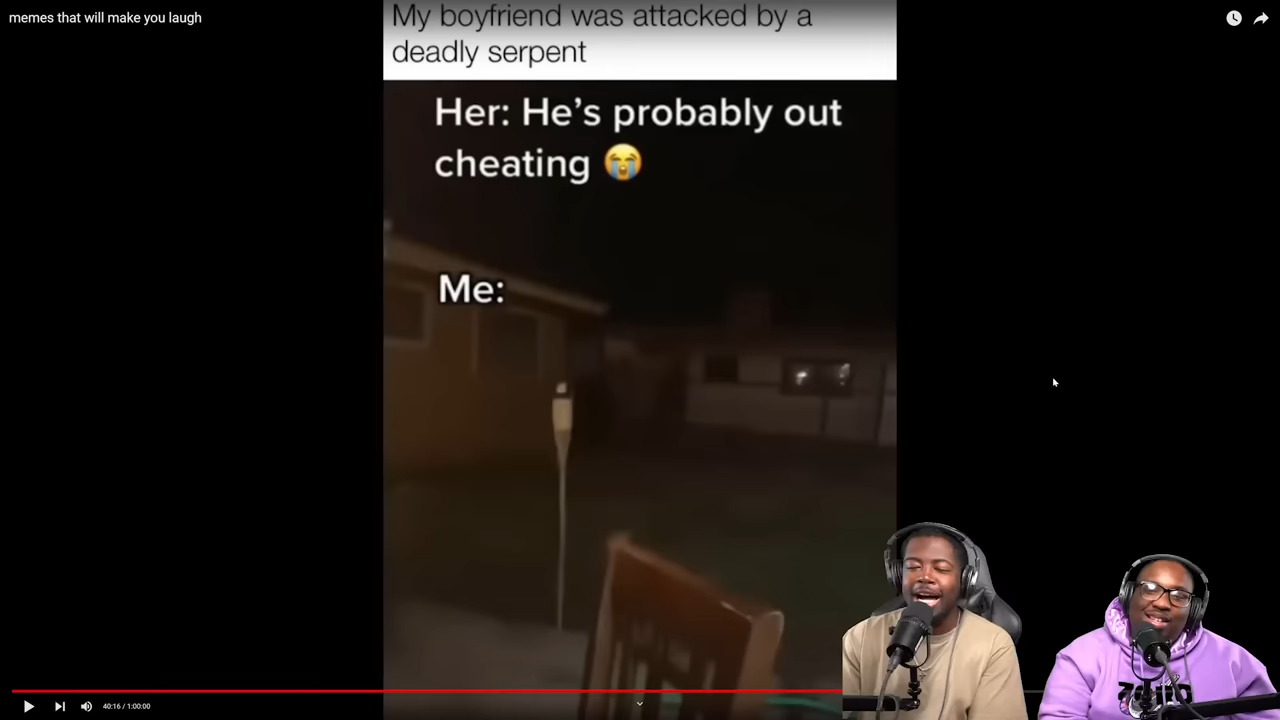 memes that will make you laugh
My boyfriend was attacked by a
deadly serpent
Her: He's probably out
cheating 😭
Me:
40:16 / 1:00:00